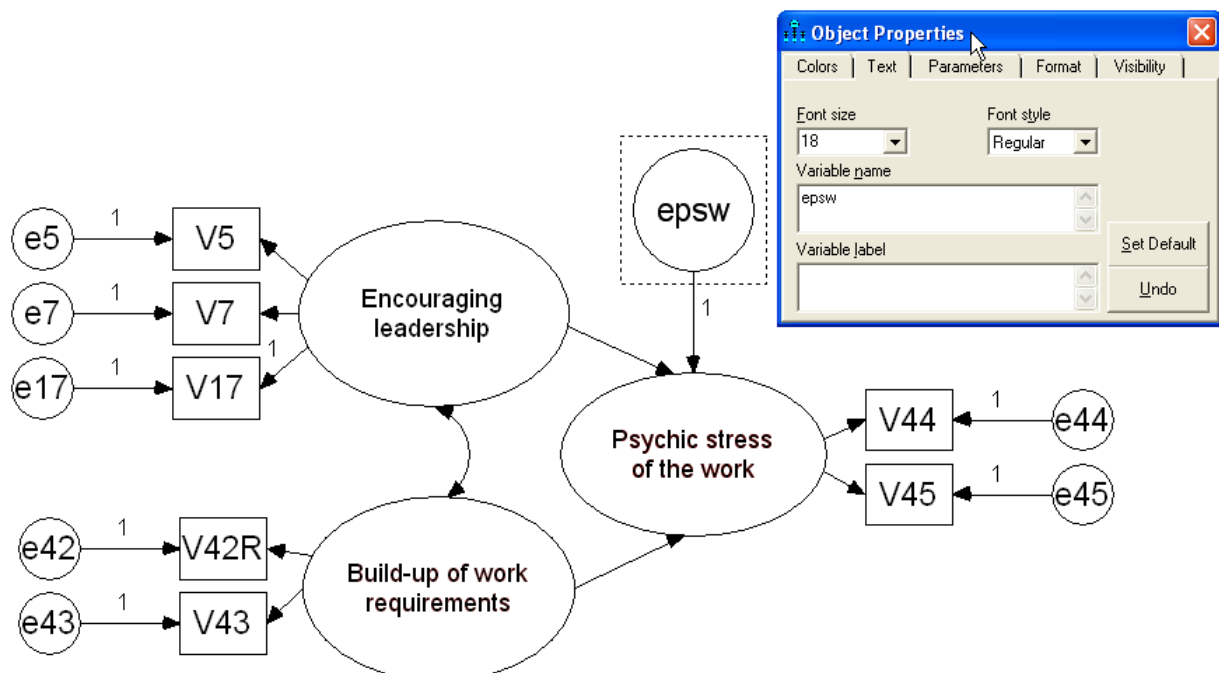 Object Properties
Colors Text Parameters Format Visibility
Font size Font style
18 Regular
Variable name
epsw
Variable label
Set Default
Undo
epsw
1
e5 1 V5
e7 1 V7
1
e17 1 V17
Encouraging
leadership
Psychic stress
of the work
V44 1 e44
V45 1 e45
e42 1 V42R
e43 1 V43
Build-up of work
requirements